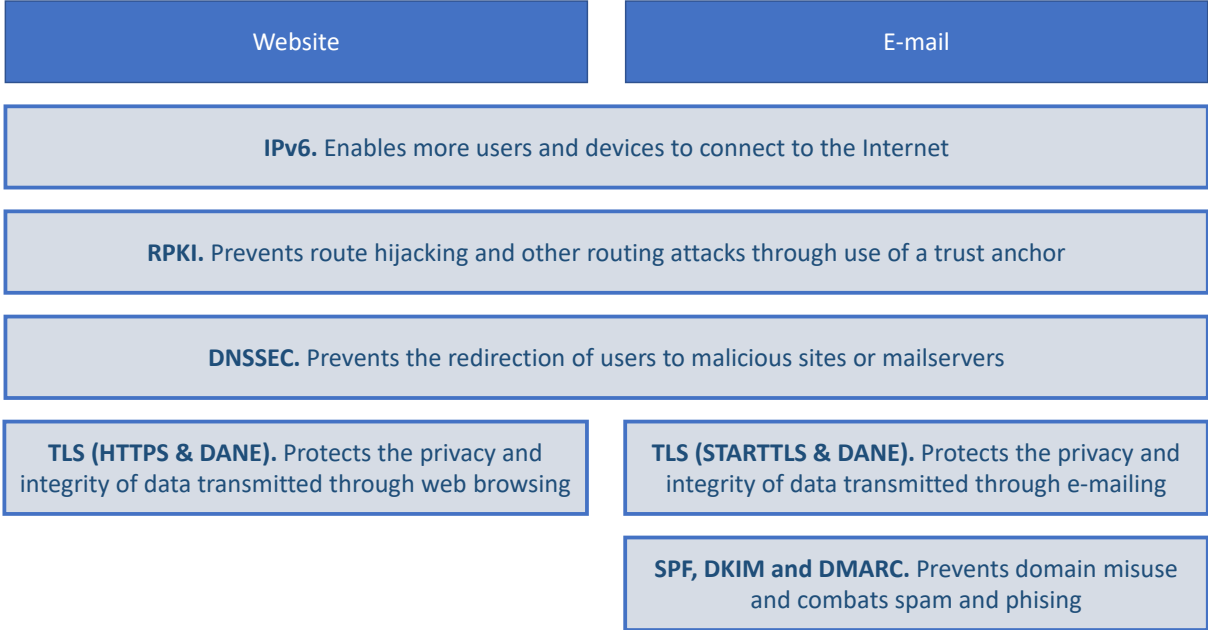 Website
E-mail
IPv6. Enables more users and devices to connect to the Internet
RPKI. Prevents route hijacking and other routing attacks through use of a trust anchor
DNSSEC. Prevents the redirection of users to malicious sites or mailservers
TLS (HTTPS & DANE). Protects the privacy and
integrity of data transmitted through web browsing
TLS (STARTTLS & DANE). Protects the privacy and
integrity of data transmitted through e-mailing
SPF, DKIM and DMARC. Prevents domain misuse
and combats spam and phising